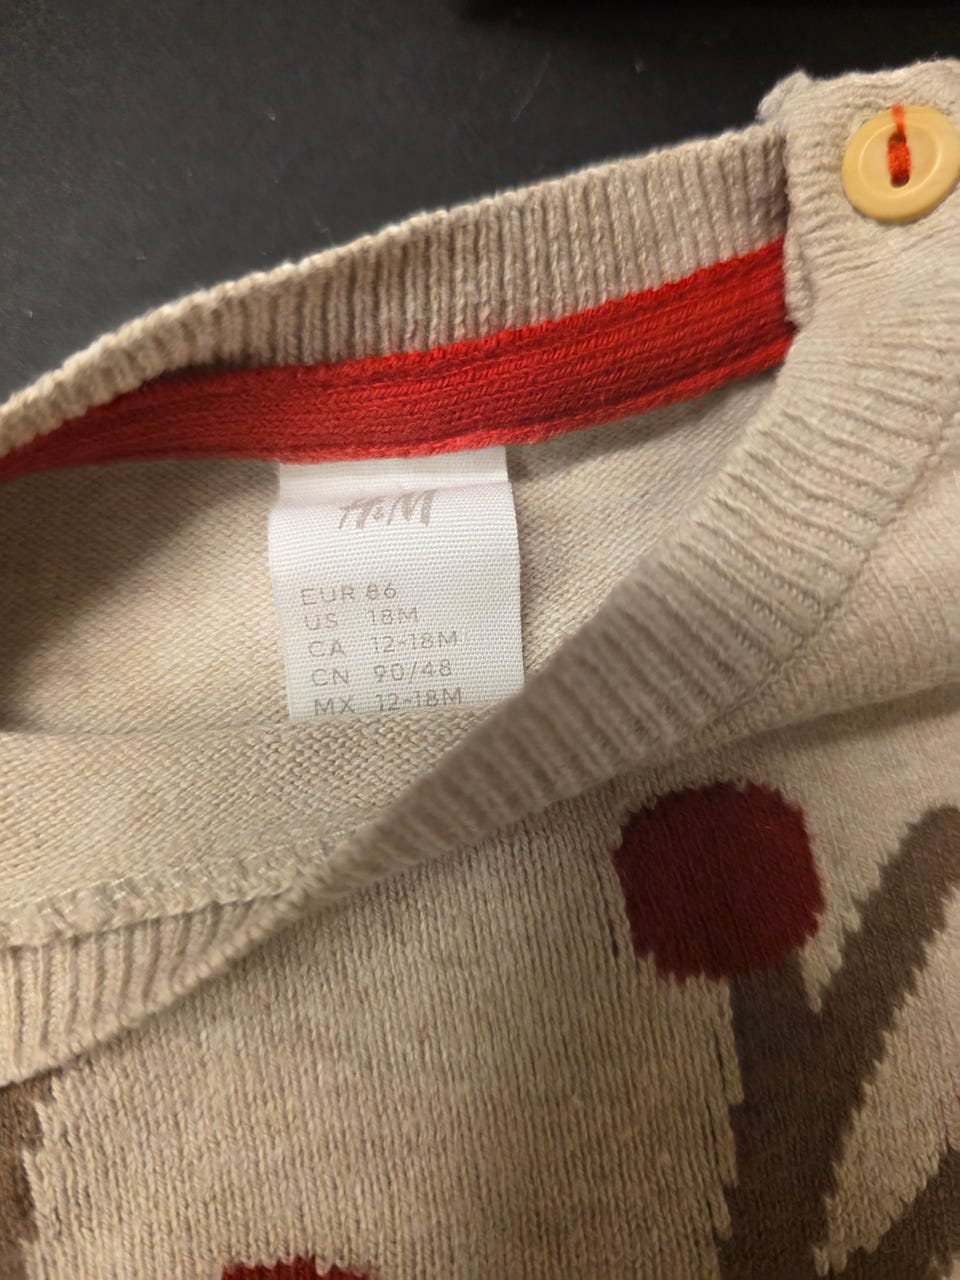 H&M
EUR 86
US 18M
CA 12-18M
CN 90/48
MX 12-18M